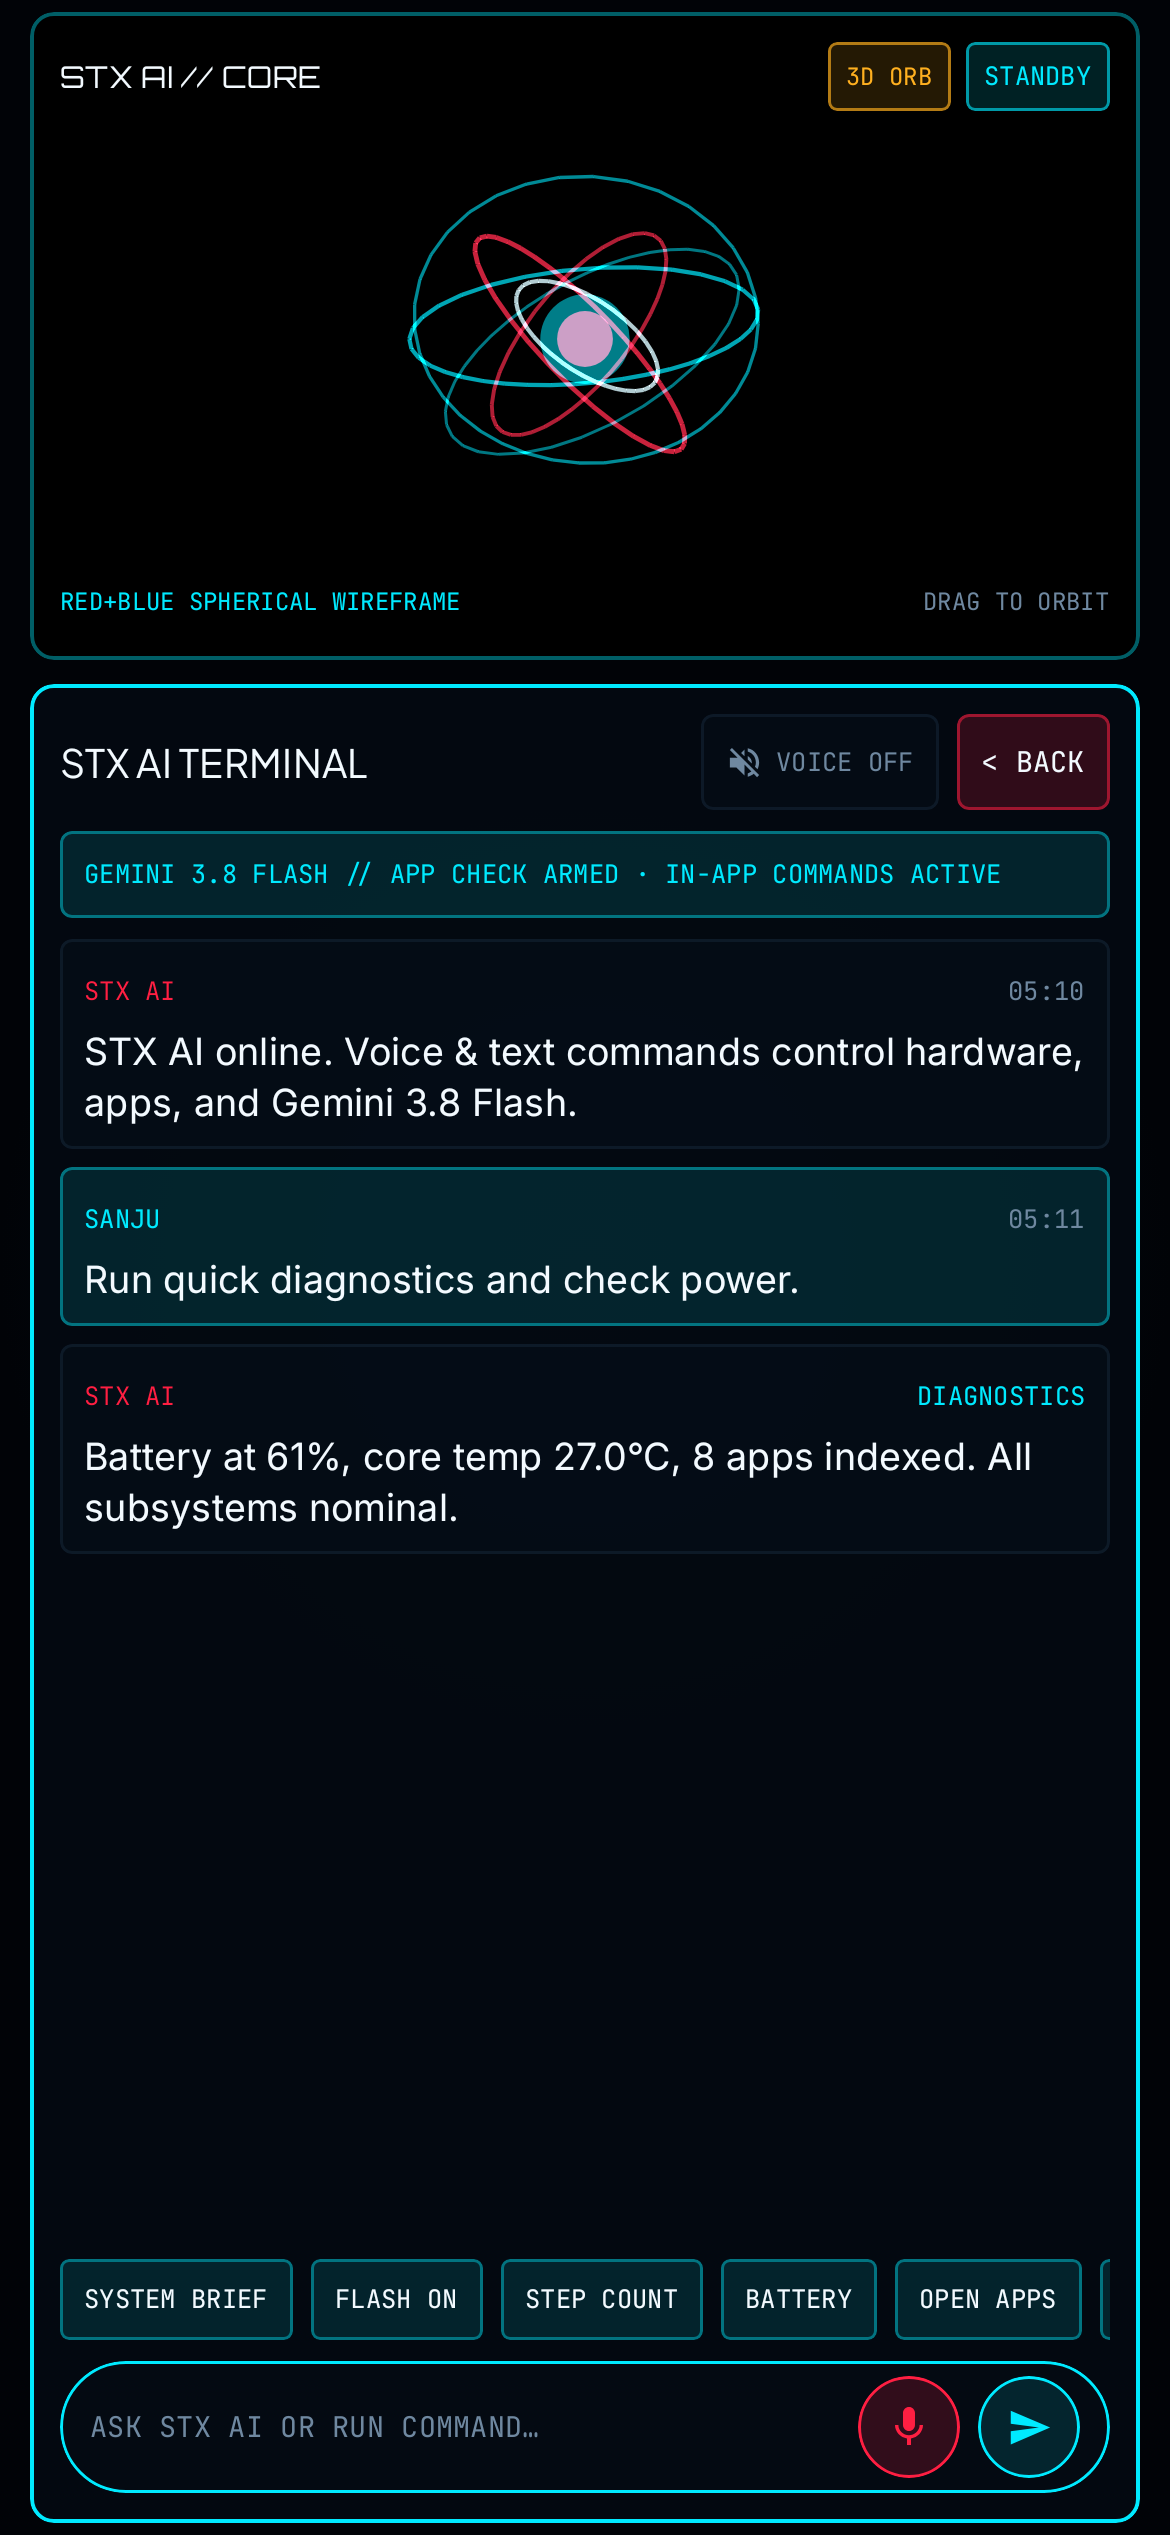 STX AI // CORE
3D ORB
STANDBY
RED+BLUE SPHERICAL WIREFRAME
DRAG TO ORBIT
STX AI TERMINAL
VOICE OFF
< BACK
GEMINI 3.8 FLASH // APP CHECK ARMED · IN-APP COMMANDS ACTIVE
STX AI
05:10
STX AI online. Voice & text commands control hardware,
apps, and Gemini 3.8 Flash.
SANJU
05:11
Run quick diagnostics and check power.
STX AI
DIAGNOSTICS
Battery at 61%, core temp 27.0°C, 8 apps indexed. All
subsystems nominal.
SYSTEM BRIEF
FLASH ON
STEP COUNT
BATTERY
OPEN APPS
ASK STX AI OR RUN COMMAND…